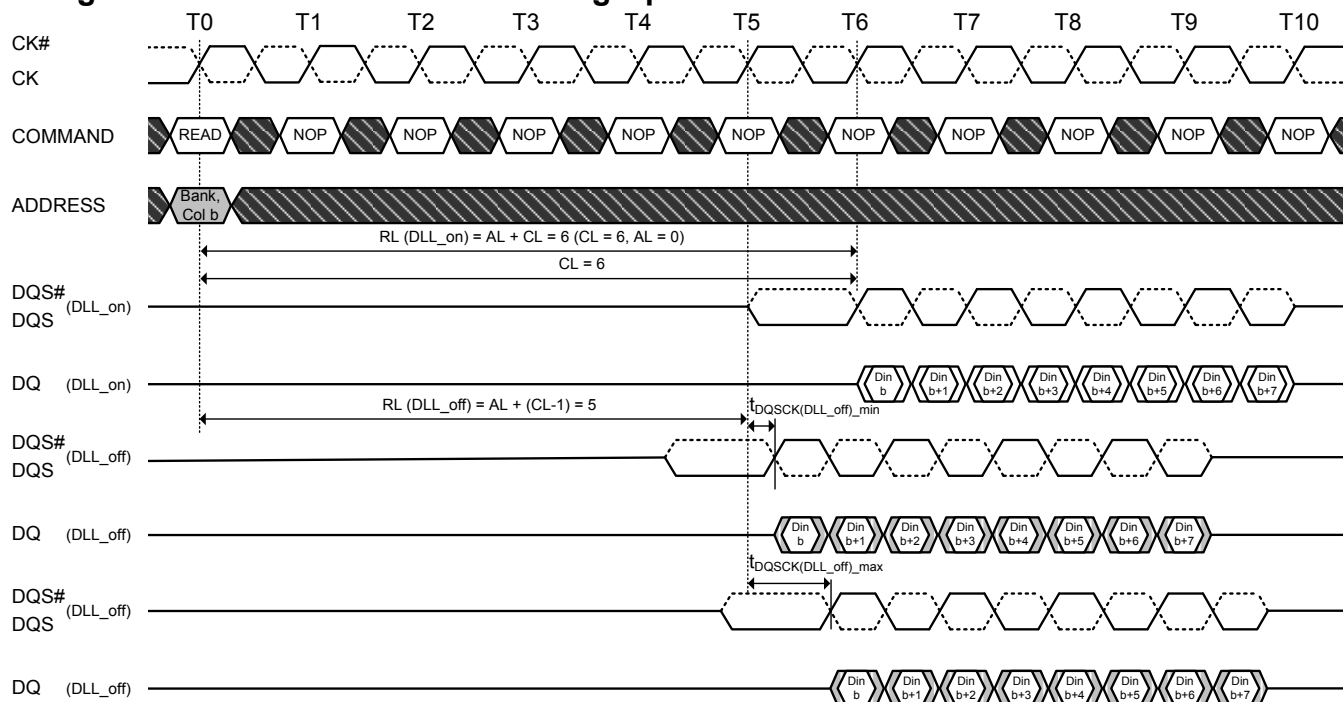 T0 T1 T2 T3 T4 T5 T6 T7 T8 T9 T10
CK#
CK
COMMAND READ NOP NOP NOP NOP NOP NOP NOP NOP NOP NOP
ADDRESS Bank, Col b
RL (DLL_on) = AL + CL = 6 (CL = 6, AL = 0)
CL = 6
DQS# (DLL_on)
DQS
DQ (DLL_on) Din b Din b+1 Din b+2 Din b+3 Din b+4 Din b+5 Din b+6 Din b+7
RL (DLL_off) = AL + (CL-1) = 5 tDQSCK(DLL_off)_min
DQS# (DLL_off)
DQS
DQ (DLL_off) Din b Din b+1 Din b+2 Din b+3 Din b+4 Din b+5 Din b+6 Din b+7
tDQSCK(DLL_off)_max
DQS# (DLL_off)
DQS
DQ (DLL_off) Din b Din b+1 Din b+2 Din b+3 Din b+4 Din b+5 Din b+6 Din b+7